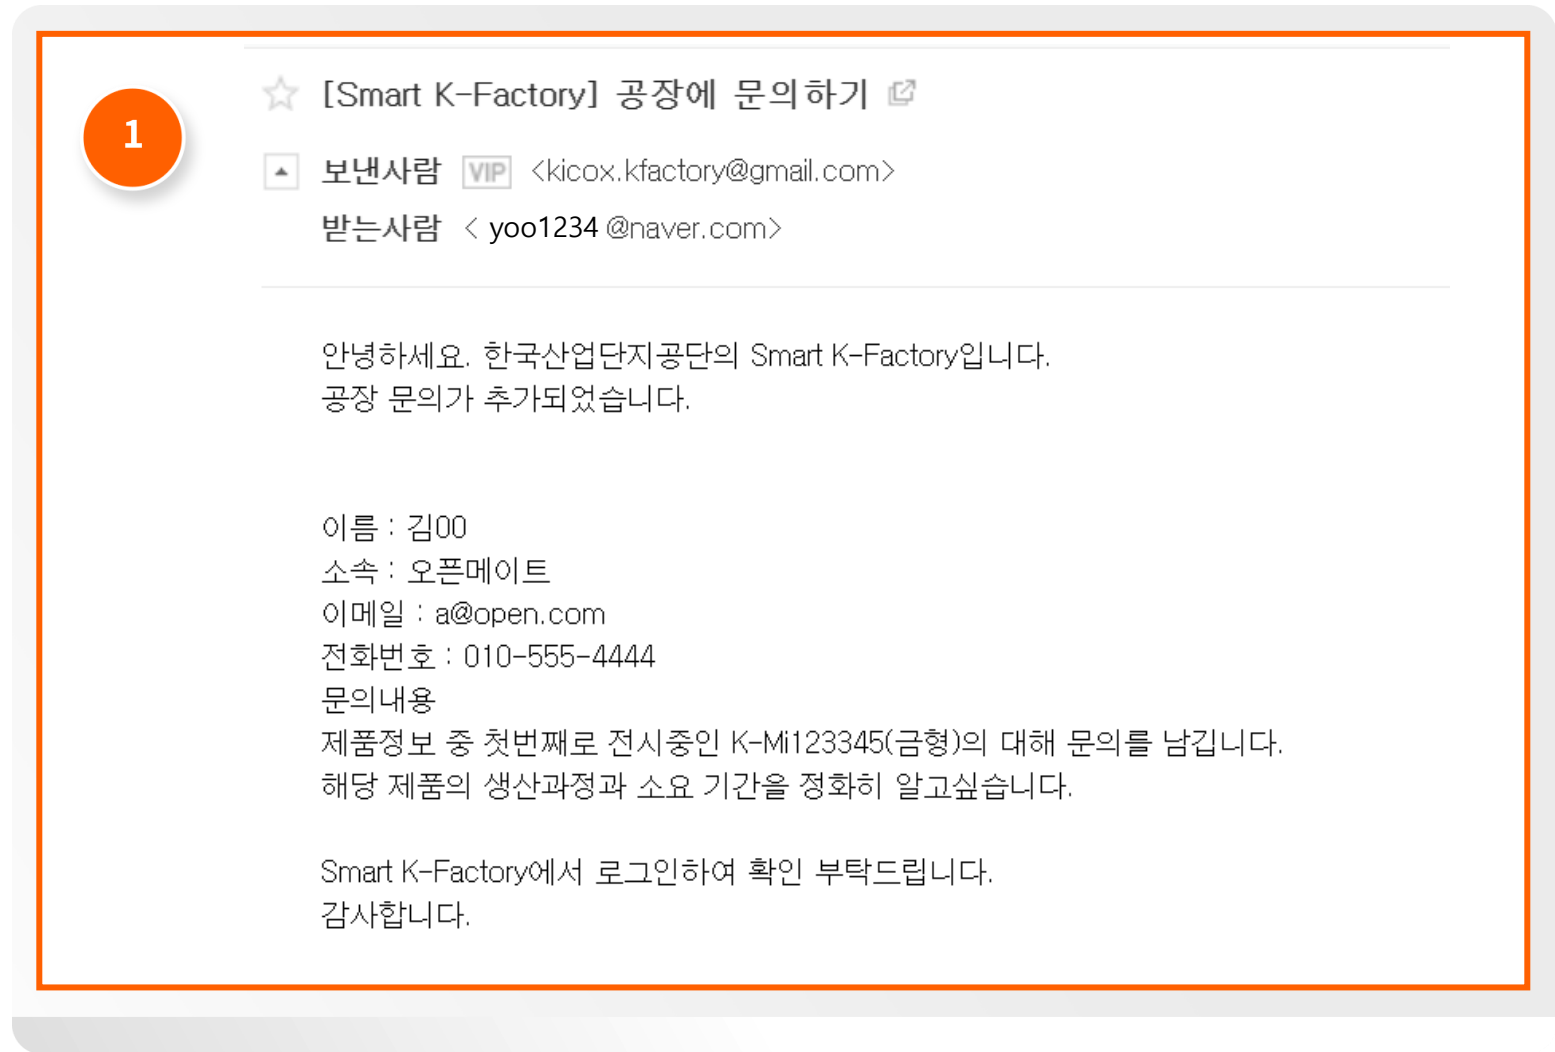 1
[Smart K-Factory] 공장에 문의하기
보낸사람 VIP <kicox.kfactory@gmail.com>
받는사람 < yoo1234 @naver.com>
안녕하세요. 한국산업단지공단의 Smart K-Factory입니다.
공장 문의가 추가되었습니다.
이름 : 김00
소속 : 오픈메이트
이메일 : a@open.com
전화번호 : 010-555-4444
문의내용
제품정보 중 첫번째로 전시중인 K-Mi123345(금형)의 대해 문의를 남깁니다.
해당 제품의 생산과정과 소요 기간을 정화히 알고싶습니다.
Smart K-Factory에서 로그인하여 확인 부탁드립니다.
감사합니다.